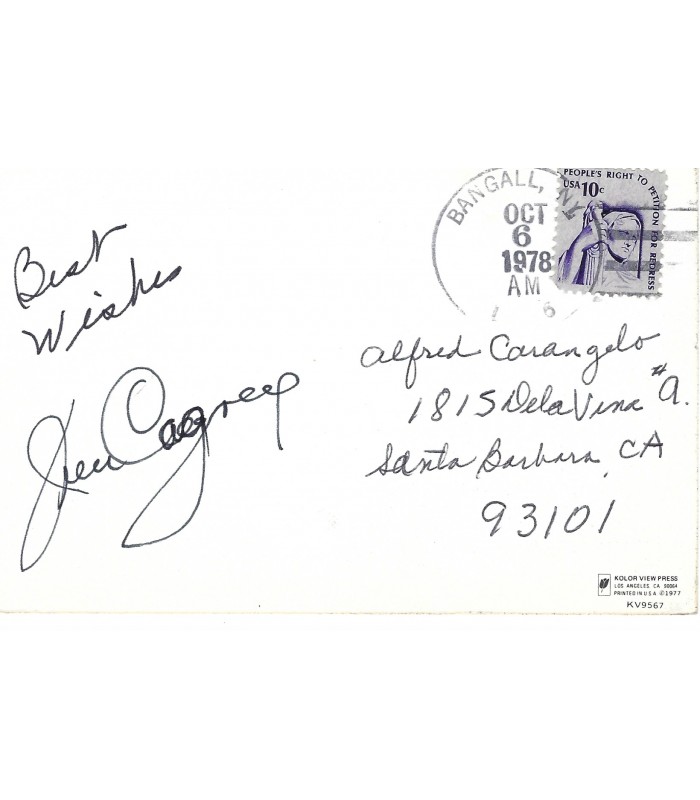 BANGALL, NY
OCT
6
1978
AM
PEOPLE'S RIGHT TO PETITION FOR REDRESS
USA 10c
Best
Wishes
Jim Cagney
Alfred Carangelo
1815 De La Vina #9.
Santa Barbara, CA
93101
KOLOR VIEW PRESS
LOS ANGELES, CA 90064
PRINTED IN U.S.A. ©1977
KV9567